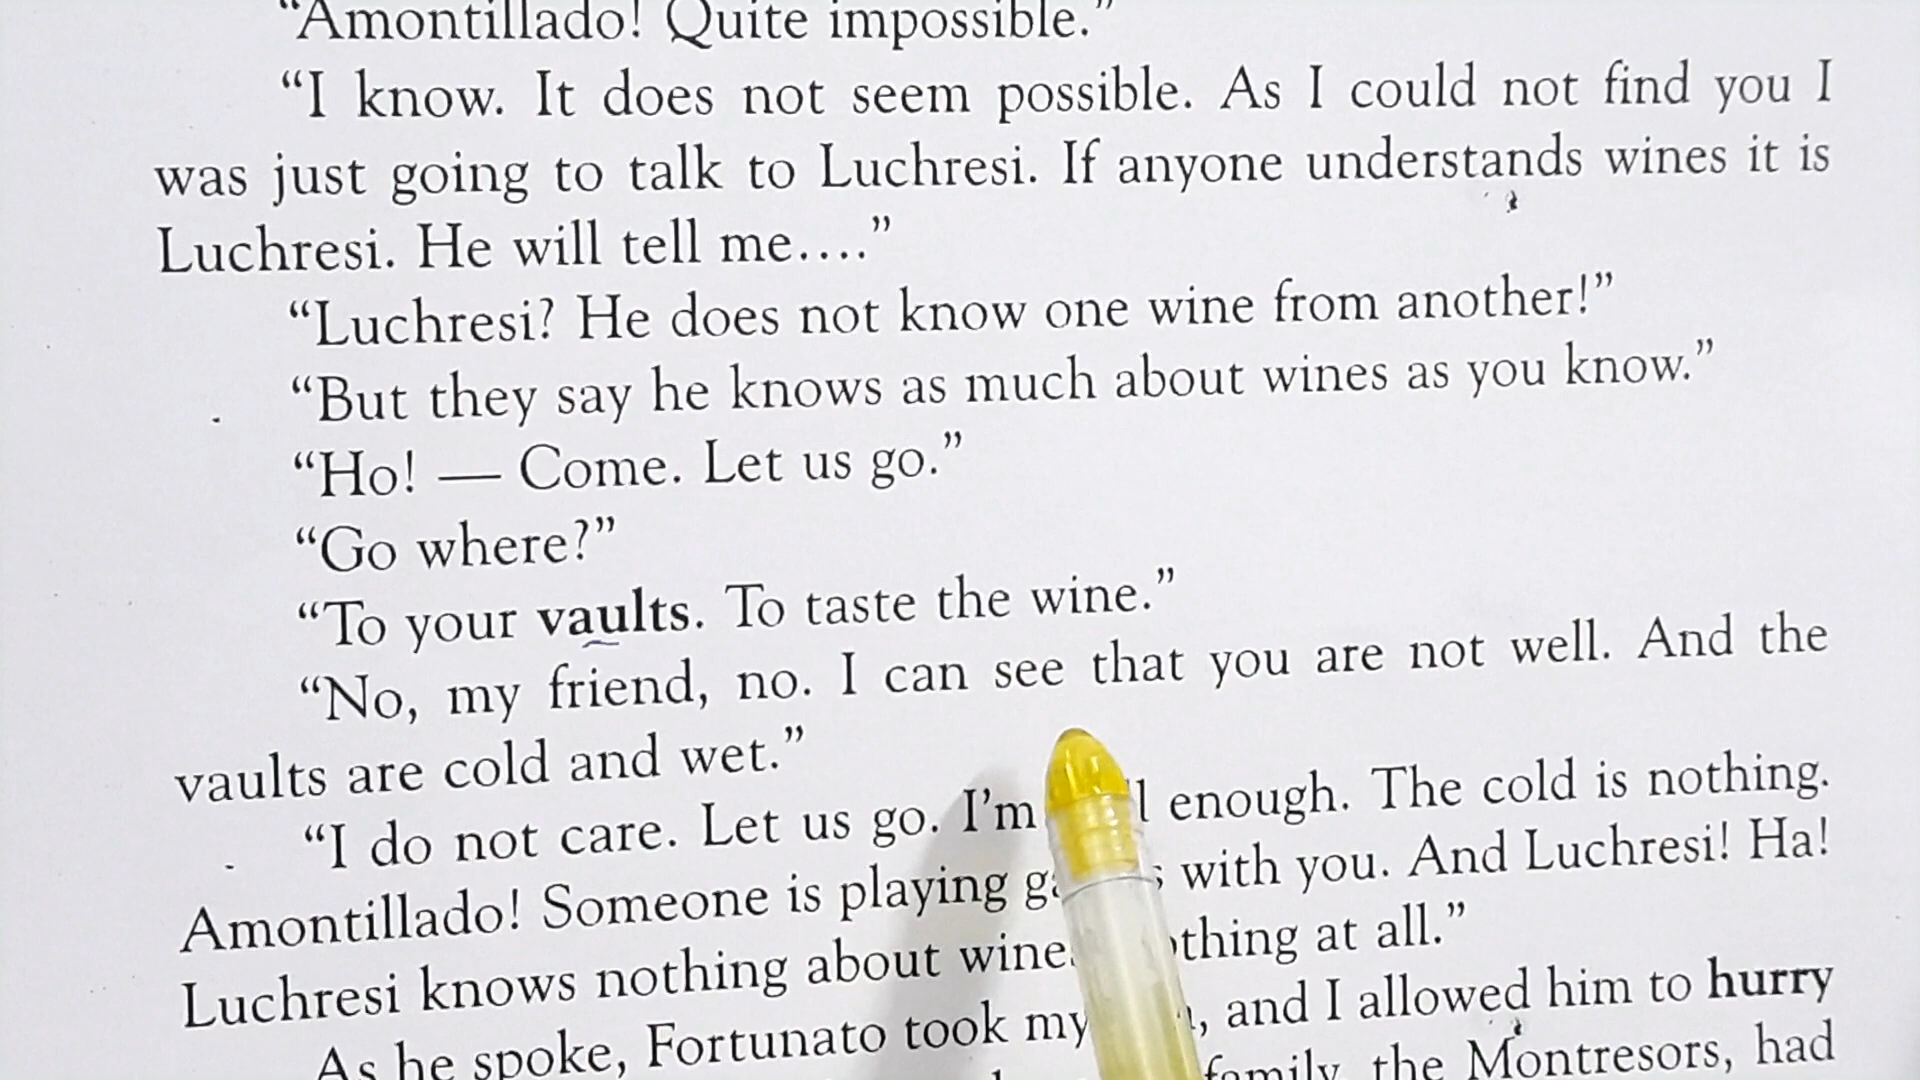 “Amontillado! Quite impossible.”
“I know. It does not seem possible. As I could not find you I
was just going to talk to Luchresi. If anyone understands wines it is
Luchresi. He will tell me....”
“Luchresi? He does not know one wine from another!”
“But they say he knows as much about wines as you know.”
“Ho! — Come. Let us go.”
“Go where?”
“To your vaults. To taste the wine.”
“No, my friend, no. I can see that you are not well. And the
vaults are cold and wet.”
“I do not care. Let us go. I’m enough. The cold is nothing.
Amontillado! Someone is playing with you. And Luchresi! Ha!
Luchresi knows nothing about at all.”
As he spoke, Fortunato took my and I allowed him to hurry
family, the Montresors, had